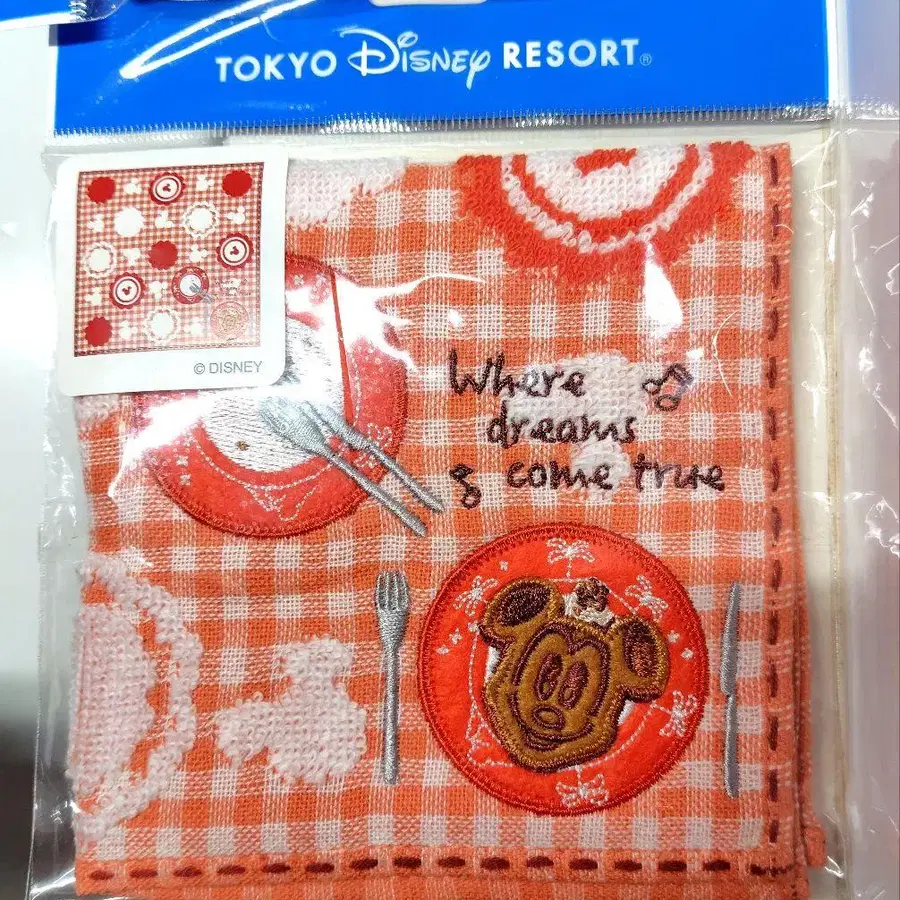 TOKYO Disney RESORT®
© DISNEY
Where
dreams
come true